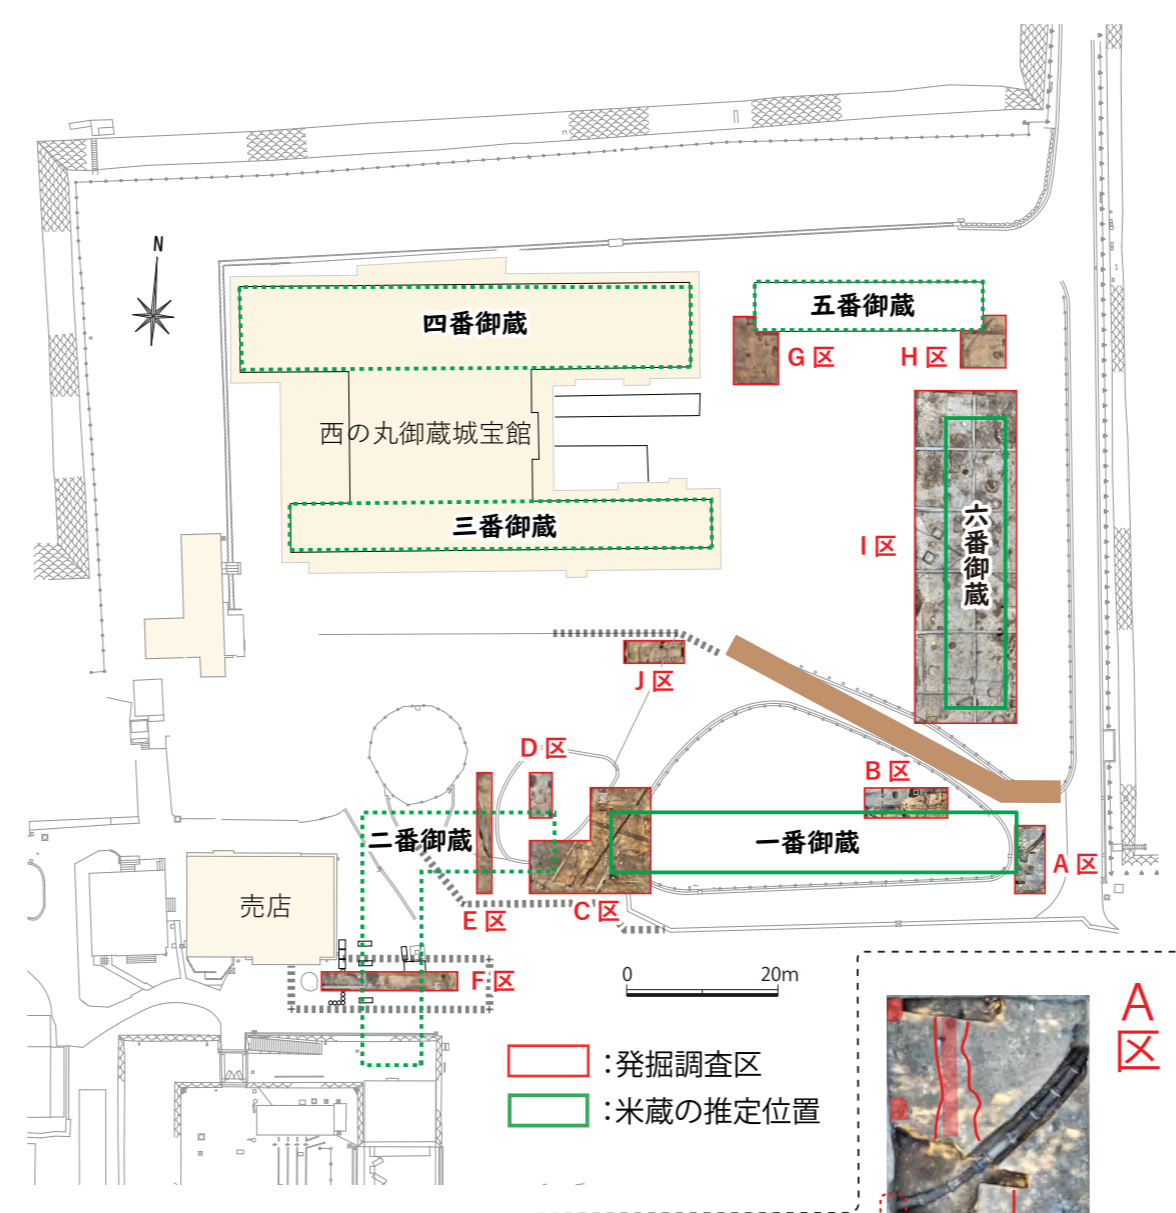 N
四番御蔵
五番御蔵
G区
H区
西の丸御蔵城宝館
三番御蔵
I区
六番御蔵
J区
D区
B区
二番御蔵
一番御蔵
A区
売店
E区
C区
F区
0 20m
:発掘調査区
:米蔵の推定位置
A区